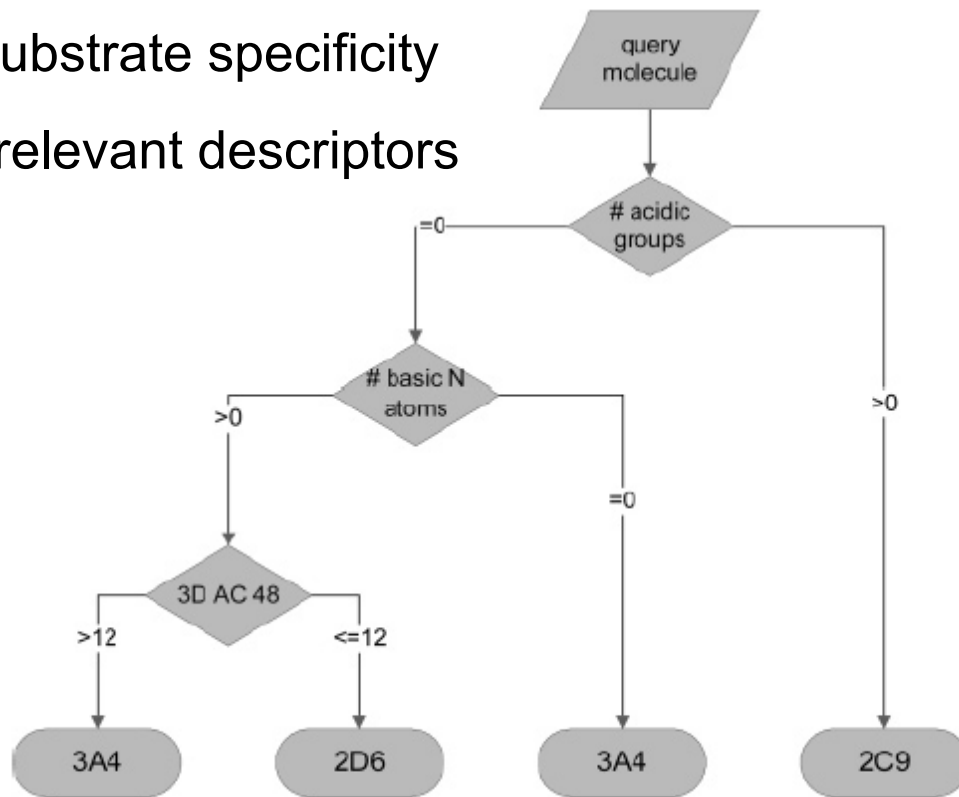 ubstrate specificity
relevant descriptors
query
molecule
# acidic
groups
=0
>0
# basic N
atoms
>0
=0
3D AC 48
>12
<=12
3A4
2D6
3A4
2C9